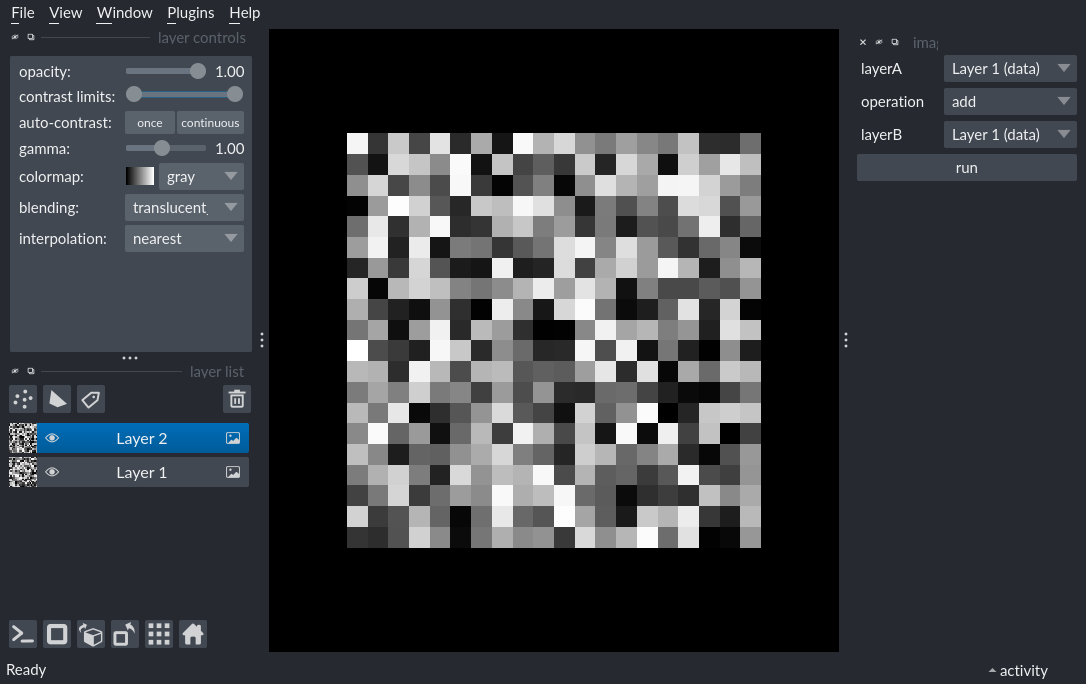 File View Window Plugins Help
layer controls
opacity: 1.00
contrast limits:
auto-contrast: once continuous
gamma: 1.00
colormap: gray
blending: translucent
interpolation: nearest
layer list
Layer 2
Layer 1
layerA Layer 1 (data)
operation add
layerB Layer 1 (data)
run
Ready
activity